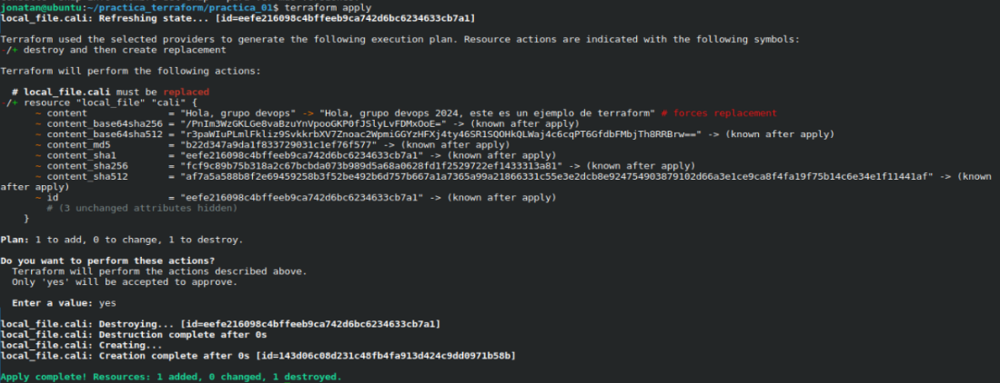 jonatan@ubuntu:~/practica_terraform/practica_01$ terraform apply
local_file.cali: Refreshing state... [id=eefe216098c4bffeeb9ca742d6bc6234633cb7a1]
Terraform used the selected providers to generate the following execution plan. Resource actions are indicated with the following symbols:
-/+ destroy and then create replacement
Terraform will perform the following actions:
  # local_file.cali must be replaced
-/+ resource "local_file" "cali" {
      ~ content              = "Hola, grupo devops" -> "Hola, grupo devops 2024, este es un ejemplo de terraform" # forces replacement
      ~ content_base64sha256 = "/PnIm3WzGKLGe8vaBzuYnVpooGKP0fJSlyLvFDMxOoE=" -> (known after apply)
      ~ content_base64sha512 = "r3paWIuPLmlFkliz9SvkkrbXV7Znoac2WpmiGGYzHFXj4ty46SR1SQOHkQLWaj4c6cqPT6GfdbFMbjTh8RRBrw==" -> (known after apply)
      ~ content_md5          = "b22d347a9da1f833729031c1ef76f577" -> (known after apply)
      ~ content_sha1         = "eefe216098c4bffeeb9ca742d6bc6234633cb7a1" -> (known after apply)
      ~ content_sha256       = "fcf9c89b75b318a2c67bcbda073b989d5a68a0628fd1f2529722ef1433313a81" -> (known after apply)
      ~ content_sha512       = "af7a5a588b8f2e69459258b3f52be492b6d757b667a1a7365a99a21866331c55e3e2dcb8e924754903879102d66a3e1ce9ca8f4fa19f75b14c6e34e1f11441af" -> (known
after apply)
      ~ id                   = "eefe216098c4bffeeb9ca742d6bc6234633cb7a1" -> (known after apply)
        # (3 unchanged attributes hidden)
    }
Plan: 1 to add, 0 to change, 1 to destroy.
Do you want to perform these actions?
  Terraform will perform the actions described above.
  Only 'yes' will be accepted to approve.
  Enter a value: yes
local_file.cali: Destroying... [id=eefe216098c4bffeeb9ca742d6bc6234633cb7a1]
local_file.cali: Destruction complete after 0s
local_file.cali: Creating...
local_file.cali: Creation complete after 0s [id=143d06c08d231c48fb4fa913d424c9dd0971b58b]
Apply complete! Resources: 1 added, 0 changed, 1 destroyed.